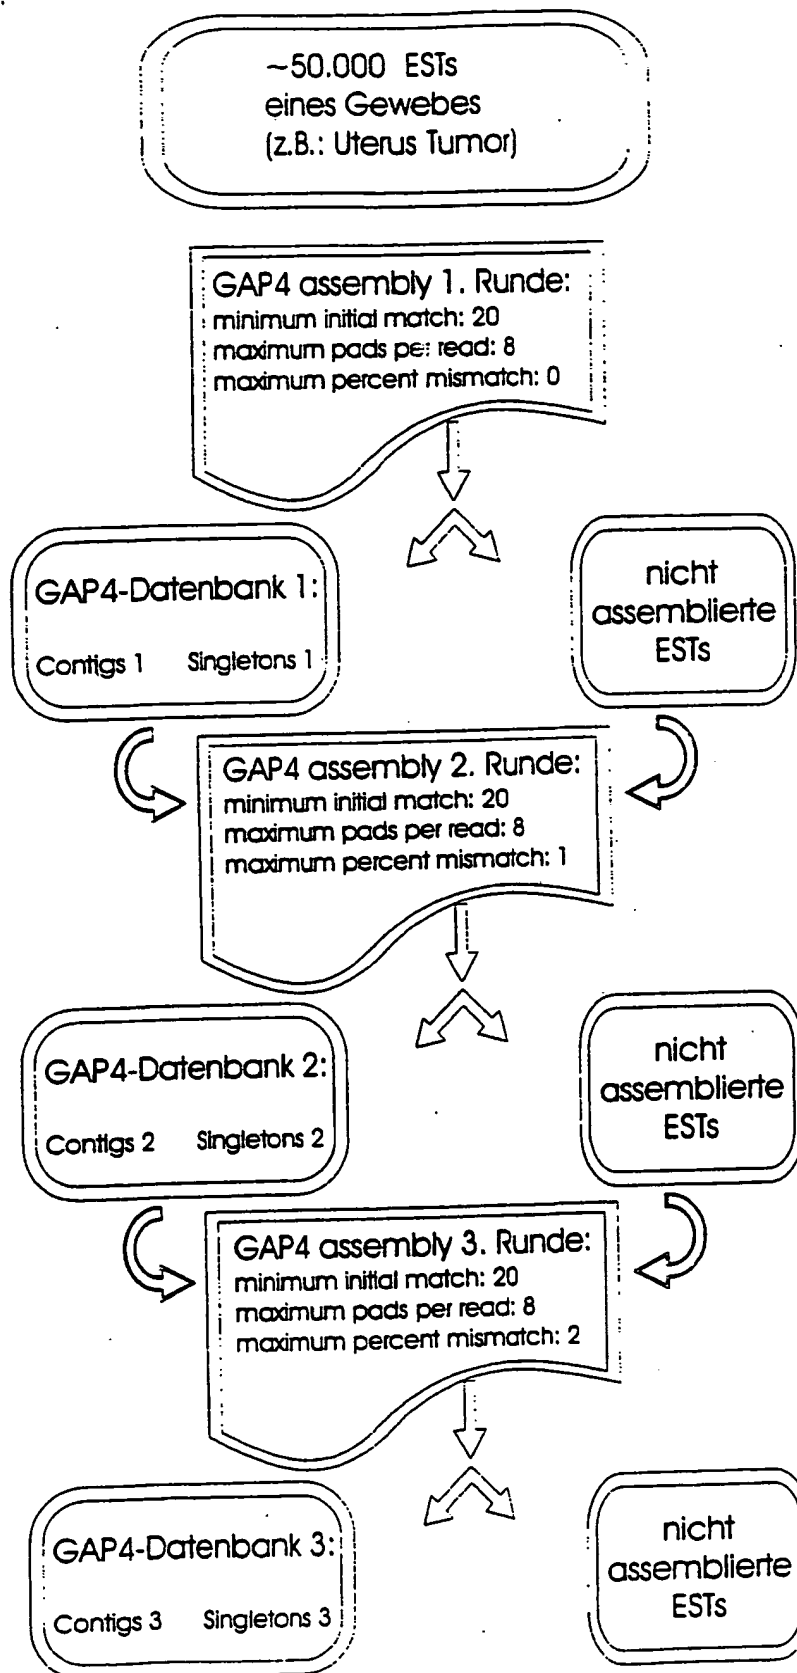 ~50.000 ESTs
eines Gewebes
(z.B.: Uterus Tumor)
GAP4 assembly 1. Runde:
minimum initial match: 20
maximum pads per read: 8
maximum percent mismatch: 0
GAP4-Datenbank 1:
Contigs 1 Singletons 1
nicht
assemblierte
ESTs
GAP4 assembly 2. Runde:
minimum initial match: 20
maximum pads per read: 8
maximum percent mismatch: 1
GAP4-Datenbank 2:
Contigs 2 Singletons 2
nicht
assemblierte
ESTs
GAP4 assembly 3. Runde:
minimum initial match: 20
maximum pads per read: 8
maximum percent mismatch: 2
GAP4-Datenbank 3:
Contigs 3 Singletons 3
nicht
assemblierte
ESTs